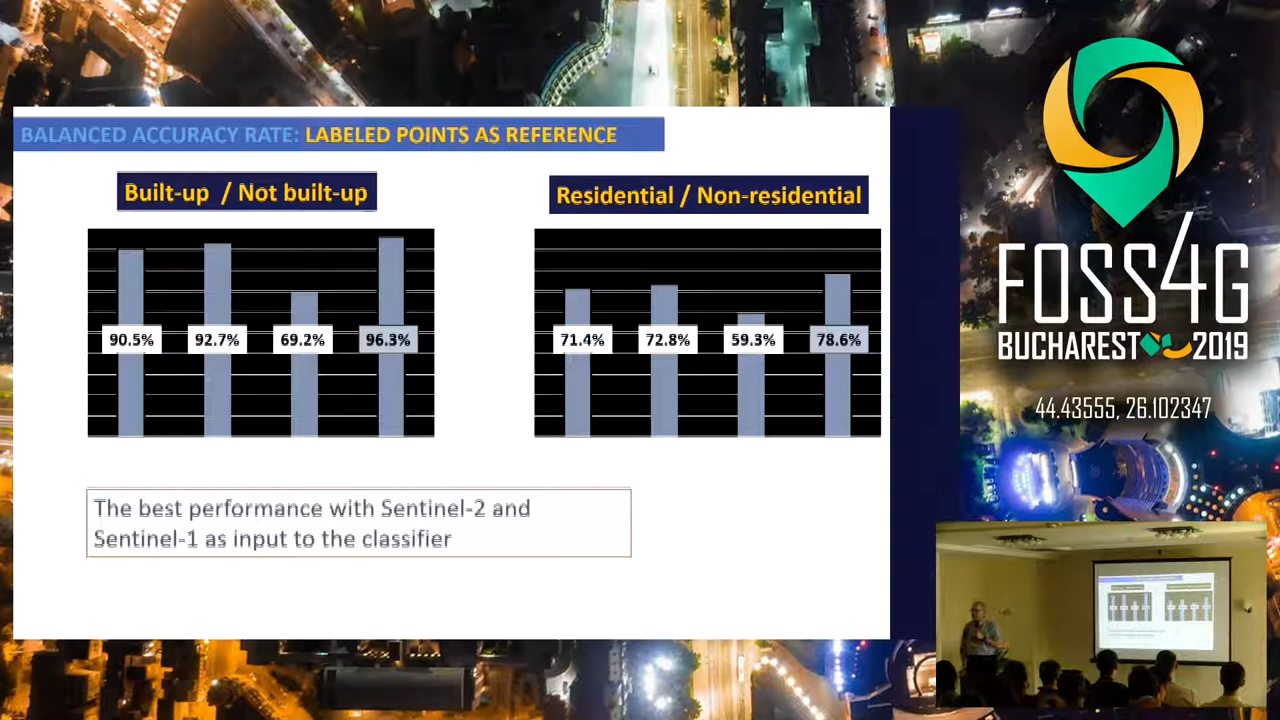 BALANCED ACCURACY RATE: LABELED POINTS AS REFERENCE
Built-up / Not built-up
Residential / Non-residential
90.5%
92.7%
69.2%
96.3%
71.4%
72.8%
59.3%
78.6%
The best performance with Sentinel-2 and
Sentinel-1 as input to the classifier
FOSS4G
BUCHAREST 2019
44.43555, 26.102347